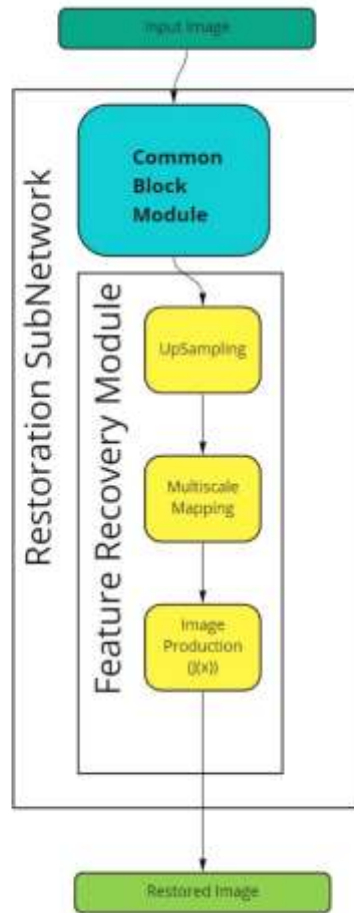 Input Image
Restoration SubNetwork
Common
Block
Module
Feature Recovery Module
UpSampling
Multiscale
Mapping
Image
Production
(J(x))
Restored Image